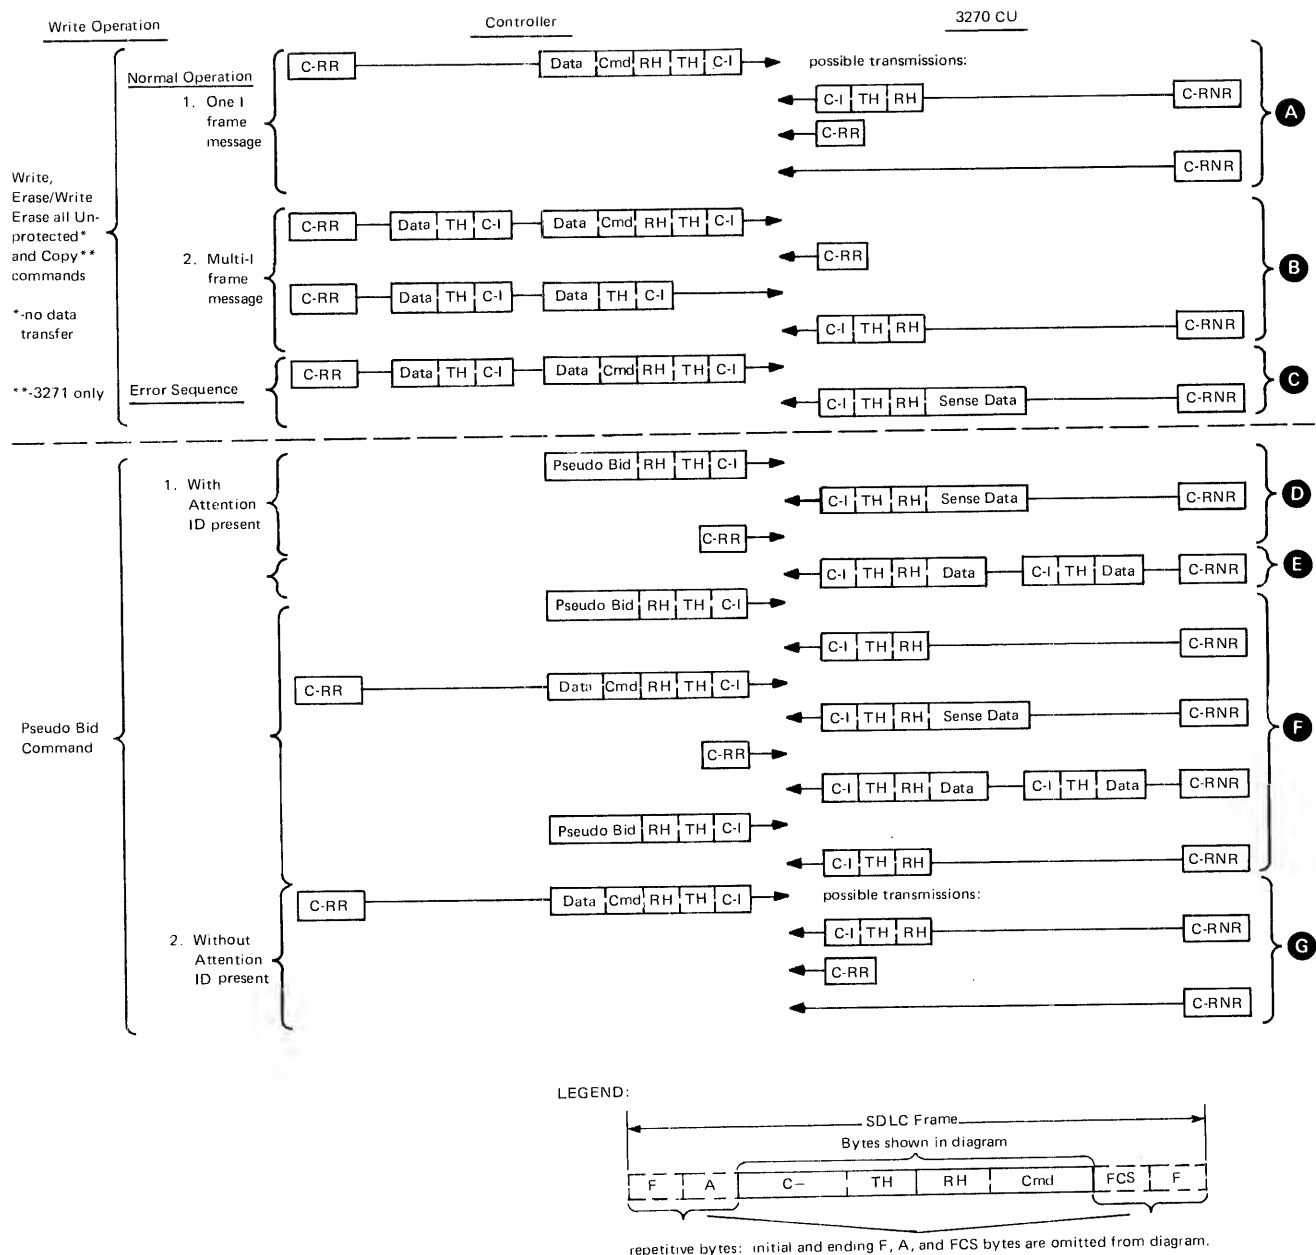 Write Operation
Controller
3270 CU
Normal Operation
1. One I
frame
message
C-RR
Data Cmd RH TH C-I
possible transmissions:
C-I TH RH
C-RNR
A
C-RR
C-RNR
Write,
Erase/Write
Erase all Un-
protected*
and Copy**
commands
*-no data
transfer
**-3271 only
2. Multi-I
frame
message
C-RR
Data TH C-I
Data Cmd RH TH C-I
C-RR
B
C-RR
Data TH C-I
Data TH C-I
C-I TH RH
C-RNR
Error Sequence
C-RR
Data TH C-I
Data Cmd RH TH C-I
C-I TH RH Sense Data
C-RNR
C
Pseudo Bid
Command
1. With
Attention
ID present
Pseudo Bid RH TH C-I
C-I TH RH Sense Data
C-RNR
D
C-RR
C-I TH RH Data
C-I TH Data
C-RNR
E
Pseudo Bid RH TH C-I
C-I TH RH
C-RNR
C-RR
Data Cmd RH TH C-I
C-I TH RH Sense Data
C-RNR
F
C-RR
C-I TH RH Data
C-I TH Data
C-RNR
Pseudo Bid RH TH C-I
C-I TH RH
C-RNR
C-RR
Data Cmd RH TH C-I
possible transmissions:
2. Without
Attention
ID present
C-I TH RH
C-RNR
G
C-RR
C-RNR
LEGEND:
SDLC Frame
Bytes shown in diagram
F A C– TH RH Cmd FCS F
repetitive bytes: initial and ending F, A, and FCS bytes are omitted from diagram.